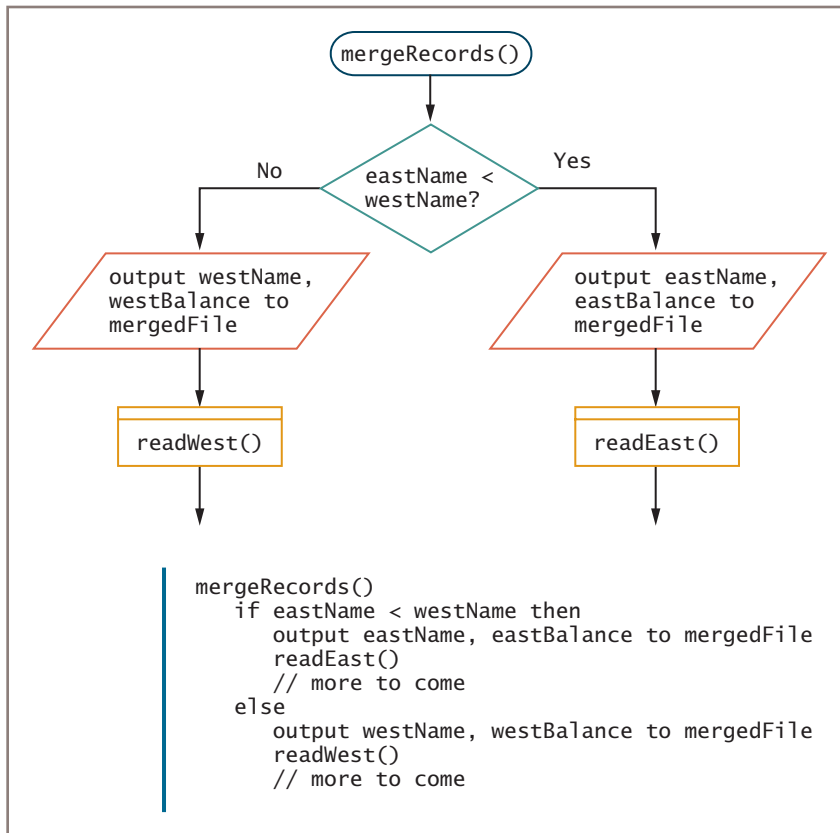 mergeRecords()
No
Yes
eastName <
westName?
output westName,
westBalance to
mergedFile
output eastName,
eastBalance to
mergedFile
readWest()
readEast()
mergeRecords()
if eastName < westName then
output eastName, eastBalance to mergedFile
readEast()
// more to come
else
output westName, westBalance to mergedFile
readWest()
// more to come